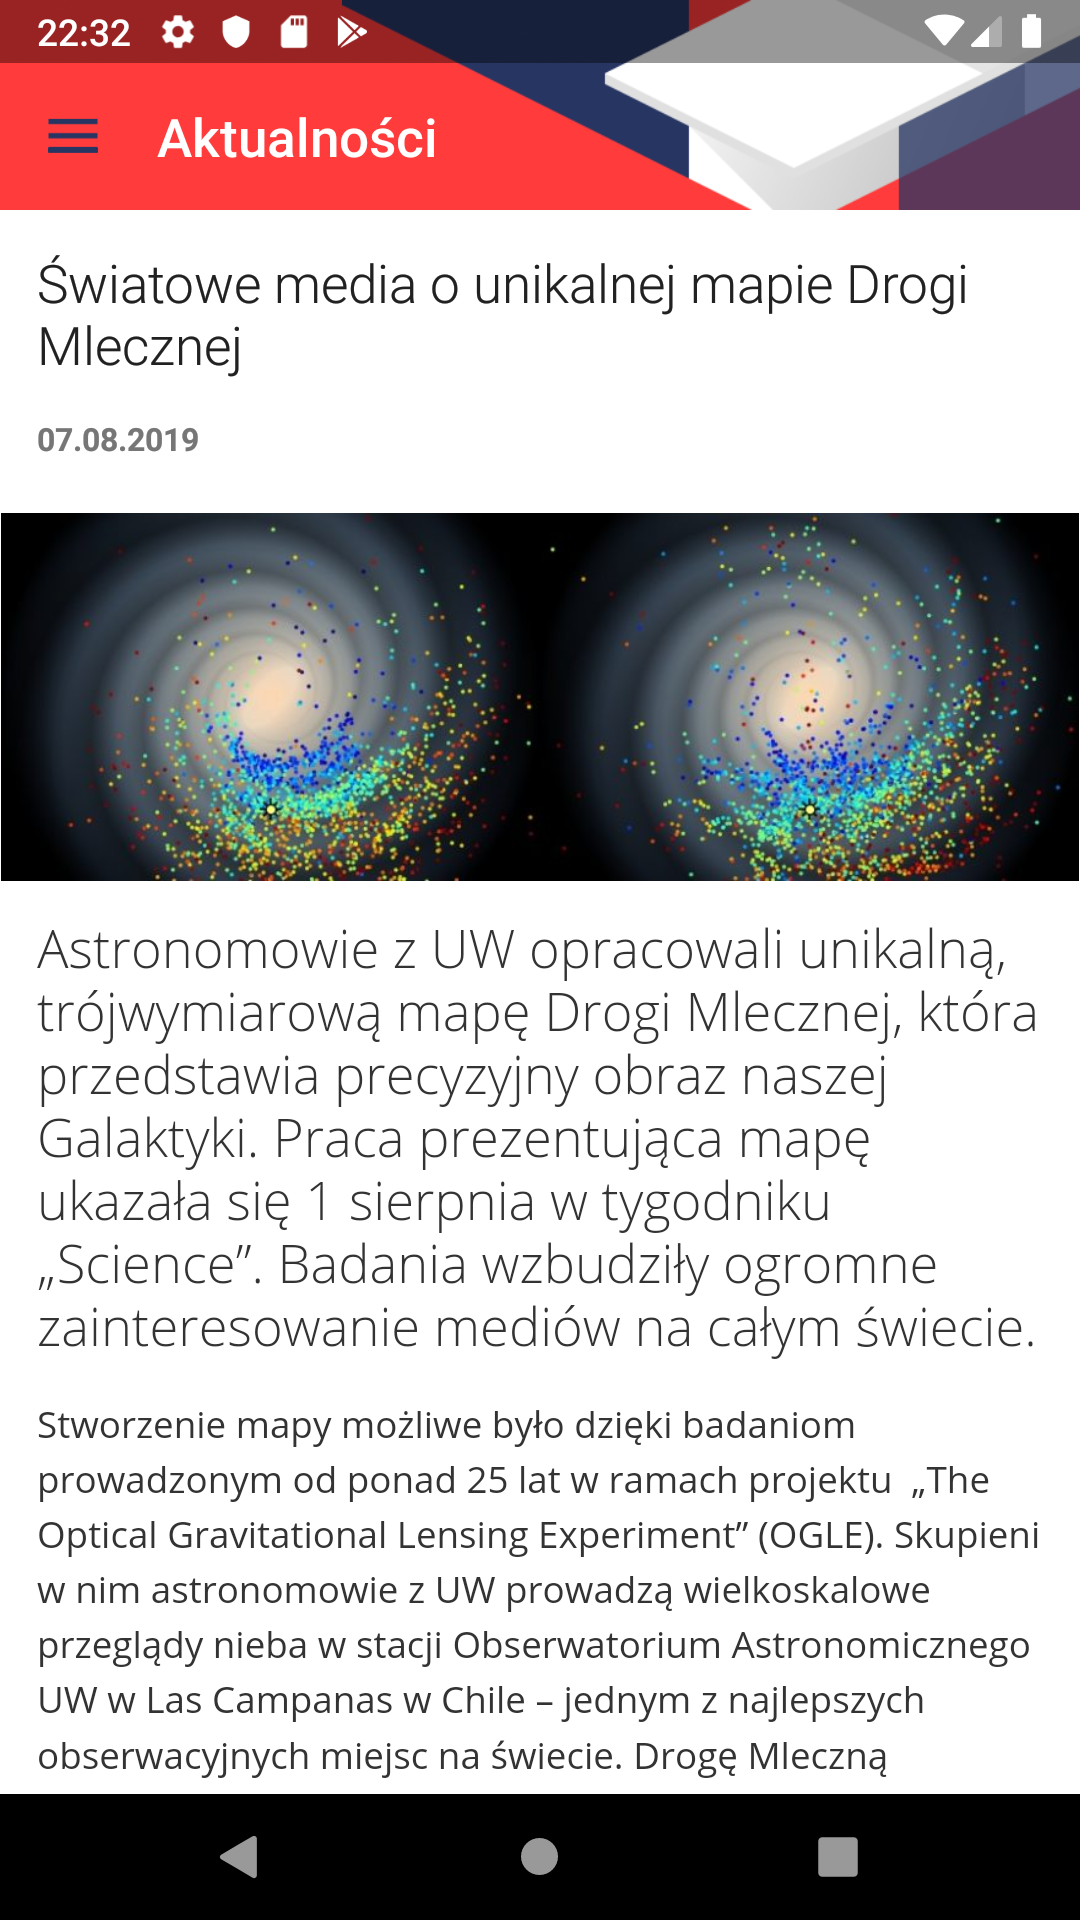 22:32
Aktualności
Światowe media o unikalnej mapie Drogi
Mlecznej
07.08.2019
Astronomowie z UW opracowali unikalną,
trójwymiarową mapę Drogi Mlecznej, która
przedstawia precyzyjny obraz naszej
Galaktyki. Praca prezentująca mapę
ukazała się 1 sierpnia w tygodniku
„Science”. Badania wzbudziły ogromne
zainteresowanie mediów na całym świecie.
Stworzenie mapy możliwe było dzięki badaniom
prowadzonym od ponad 25 lat w ramach projektu  „The
Optical Gravitational Lensing Experiment” (OGLE). Skupieni
w nim astronomowie z UW prowadzą wielkoskalowe
przeglądy nieba w stacji Obserwatorium Astronomicznego
UW w Las Campanas w Chile – jednym z najlepszych
obserwacyjnych miejsc na świecie. Drogę Mleczną